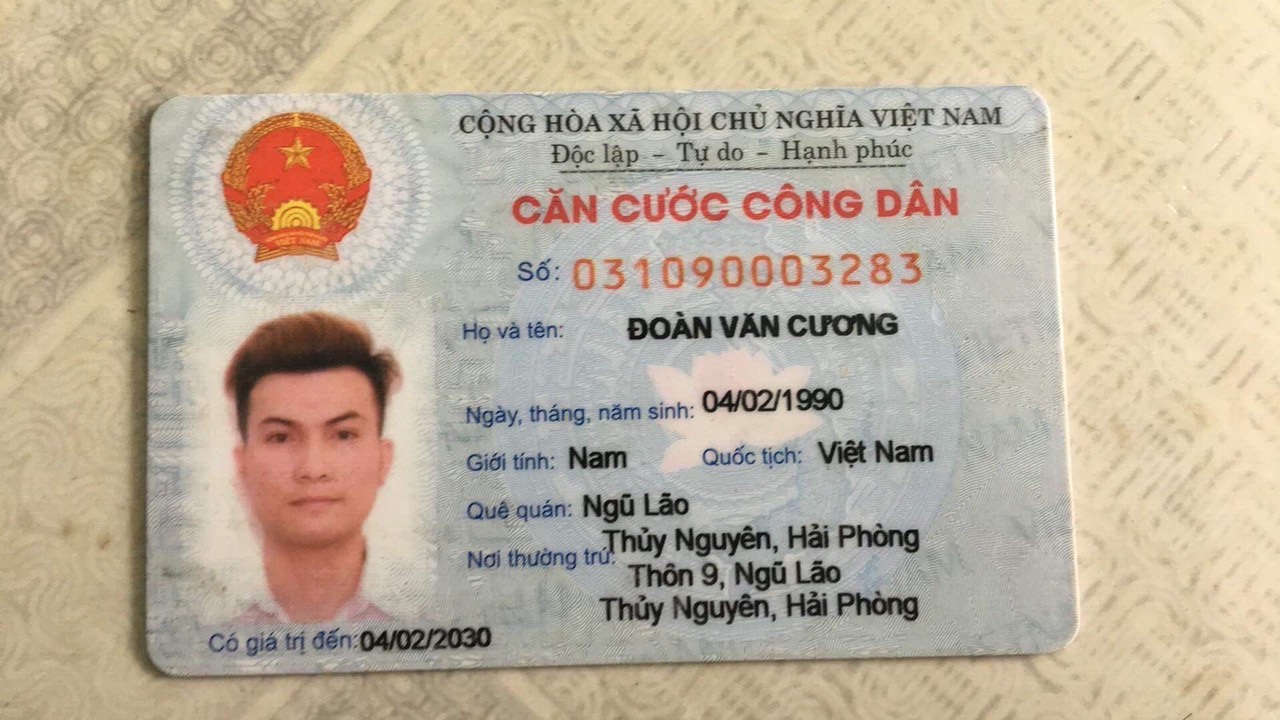 CỘNG HÒA XÃ HỘI CHỦ NGHĨA VIỆT NAM
Độc lập - Tự do - Hạnh phúc
CĂN CƯỚC CÔNG DÂN
Số: 031090003283
Họ và tên: ĐOÀN VĂN CƯƠNG
Ngày, tháng, năm sinh: 04/02/1990
Giới tính: Nam Quốc tịch: Việt Nam
Quê quán: Ngũ Lão
Thủy Nguyên, Hải Phòng
Nơi thường trú: Thôn 9, Ngũ Lão
Thủy Nguyên, Hải Phòng
Có giá trị đến: 04/02/2030
VIỆT NAM